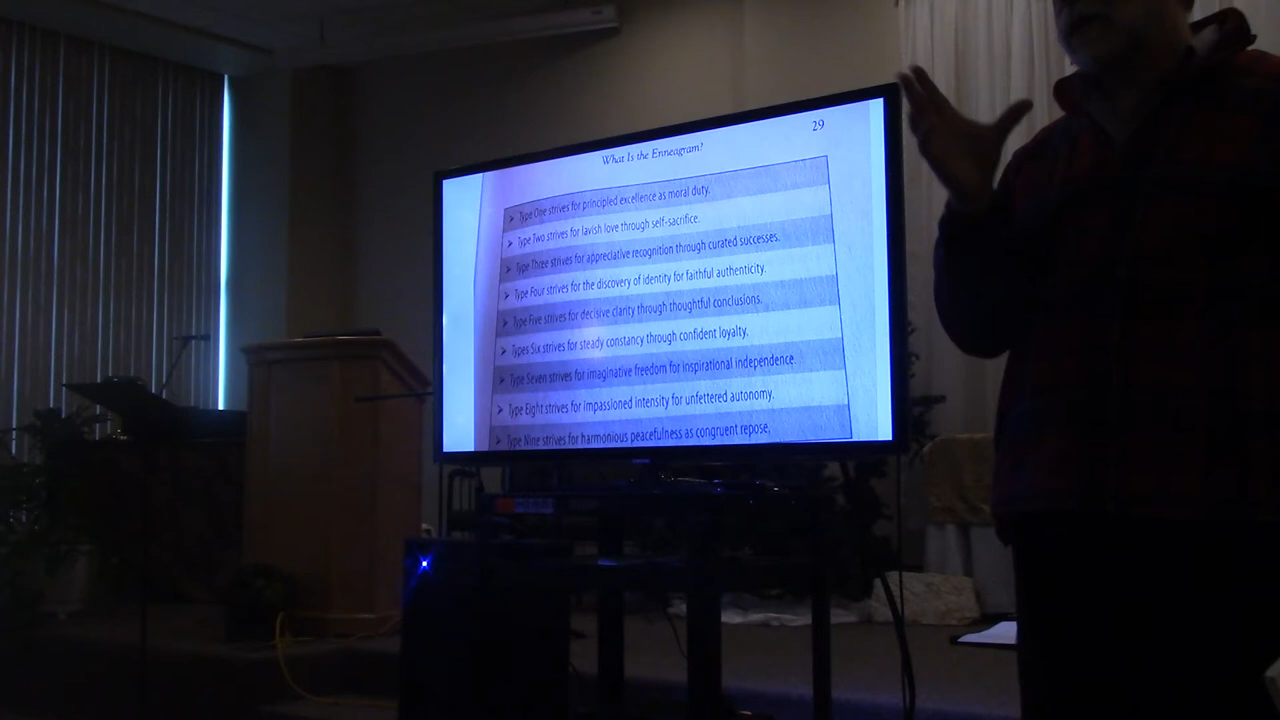 29
What Is the Enneagram?
➤ Type One strives for principled excellence as moral duty.
➤ Type Two strives for lavish love through self-sacrifice.
➤ Type Three strives for appreciative recognition through curated successes.
➤ Type Four strives for the discovery of identity for faithful authenticity.
➤ Type Five strives for decisive clarity through thoughtful conclusions.
➤ Types Six strives for steady constancy through confident loyalty.
➤ Type Seven strives for imaginative freedom for inspirational independence.
➤ Type Eight strives for impassioned intensity for unfettered autonomy.
➤ Type Nine strives for harmonious peacefulness as congruent repose.